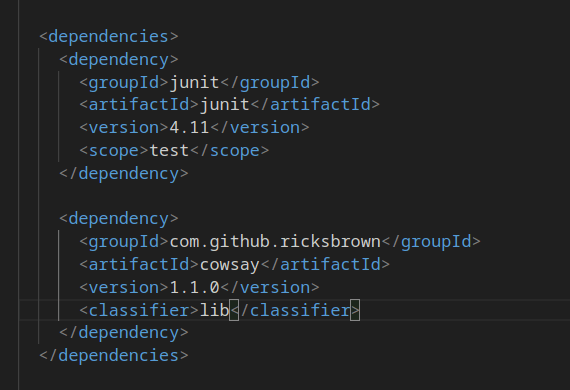 <dependencies>
<dependency>
<groupId>junit</groupId>
<artifactId>junit</artifactId>
<version>4.11</version>
<scope>test</scope>
</dependency>
<dependency>
<groupId>com.github.ricksbrown</groupId>
<artifactId>cowsay</artifactId>
<version>1.1.0</version>
<classifier>lib</classifier>
</dependency>
</dependencies>